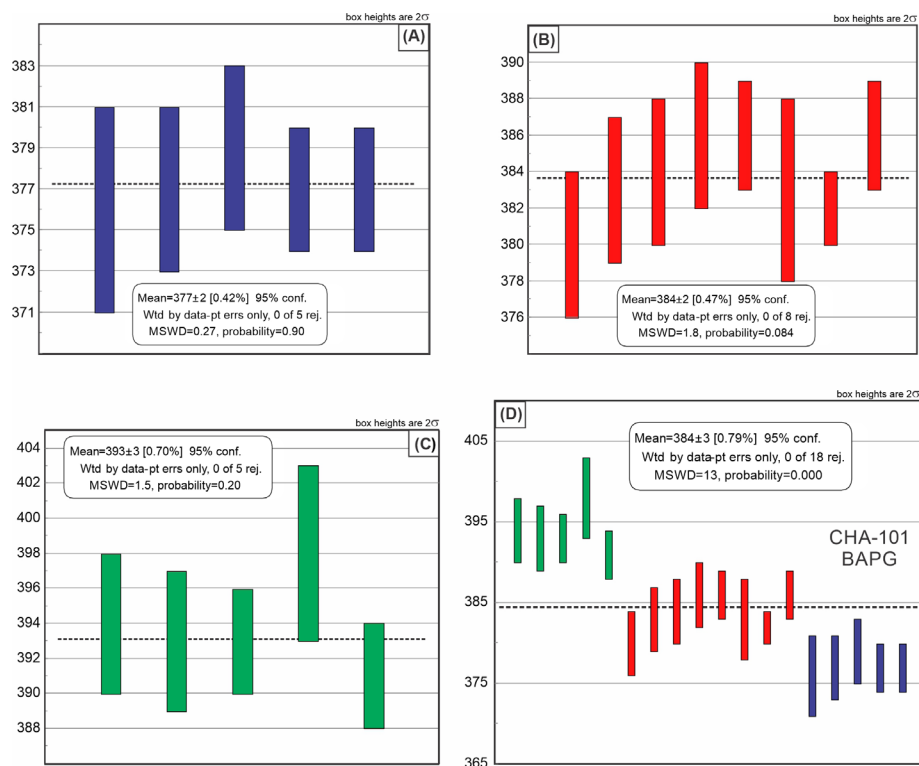 box heights are 2σ
(A)
383
381
379
377
375
373
371
Mean=377±2 [0.42%] 95% conf.
Wtd by data-pt errs only, 0 of 5 rej.
MSWD=0.27, probability=0.90
box heights are 2σ
(B)
390
388
386
384
382
380
378
376
Mean=384±2 [0.47%] 95% conf.
Wtd by data-pt errs only, 0 of 8 rej.
MSWD=1.8, probability=0.084
box heights are 2σ
(C)
404
402
400
398
396
394
392
390
388
Mean=393±3 [0.70%] 95% conf.
Wtd by data-pt errs only, 0 of 5 rej.
MSWD=1.5, probability=0.20
box heights are 2σ
(D)
405
395
385
375
365
Mean=384±3 [0.79%] 95% conf.
Wtd by data-pt errs only, 0 of 18 rej.
MSWD=13, probability=0.000
CHA-101
BAPG